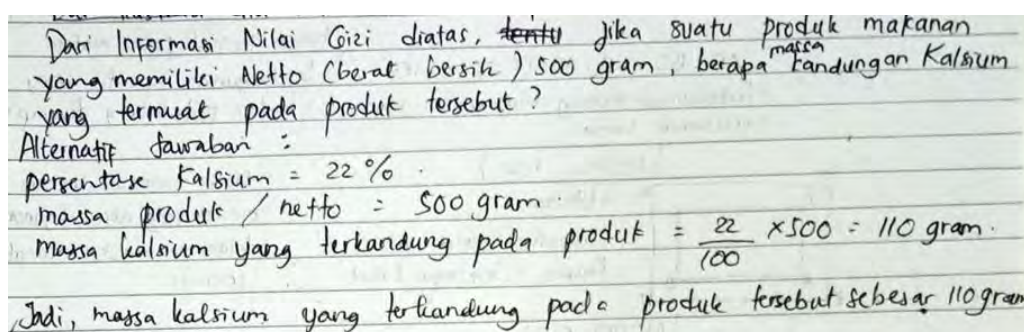 Dari Informasi Nilai Gizi diatas, tentu Jika suatu produk makanan
yang memiliki Netto (berat bersih) 500 gram, berapa massa kandungan Kalsium
yang termuat pada produk tersebut?
Alternatif Jawaban :
persentase Kalsium = 22 %.
massa produk / netto = 500 gram.
massa kalsium yang terkandung pada produk = 22/100 × 500 = 110 gram.
Jadi, massa kalsium yang terkandung pada produk tersebut sebesar 110 gram